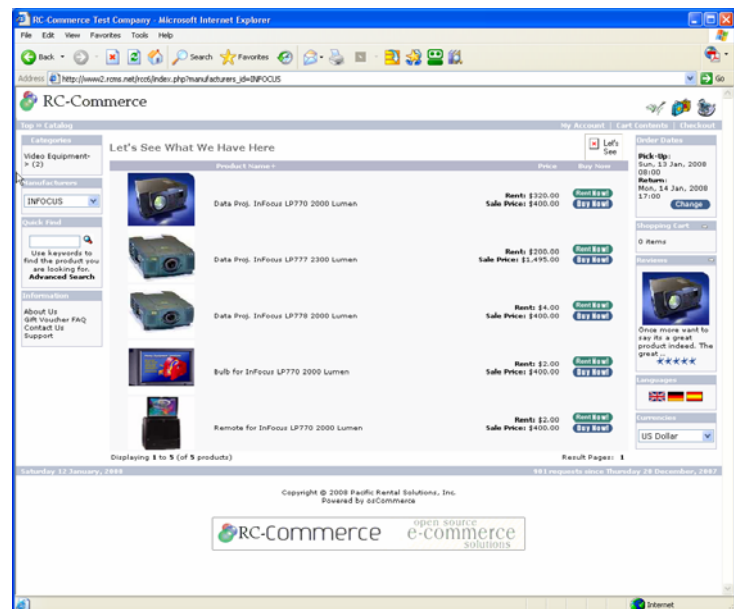 RC-Commerce Test Company - Microsoft Internet Explorer
File Edit View Favorites Tools Help
Back Search Favorites
Address http://www2.rcms.net/rcc6/index.php?manufacturers_id=INFOCUS Go
RC-Commerce
Top » Catalog My Account | Cart Contents | Checkout
Categories
Video Equipment-
> (2)
Manufacturers
INFOCUS
Quick Find
Use keywords to
find the product you
are looking for.
Advanced Search
Information
About Us
Gift Voucher FAQ
Contact Us
Support
Let's See What We Have Here
Let's
See
Product Name+ Price Buy Now
Data Proj. InFocus LP770 2000 Lumen
Rent: $320.00 Rent Now!
Sale Price: $400.00 Buy Now!
Data Proj. InFocus LP777 2300 Lumen
Rent: $200.00 Rent Now!
Sale Price: $1,495.00 Buy Now!
Data Proj. InFocus LP778 2000 Lumen
Rent: $4.00 Rent Now!
Sale Price: $400.00 Buy Now!
Bulb for InFocus LP770 2000 Lumen
Rent: $2.00 Rent Now!
Sale Price: $400.00 Buy Now!
Remote for InFocus LP770 2000 Lumen
Rent: $2.00 Rent Now!
Sale Price: $400.00 Buy Now!
Displaying 1 to 5 (of 5 products) Result Pages: 1
Order Dates
Pick-Up:
Sun, 13 Jan, 2008
08:00
Return:
Mon, 14 Jan, 2008
17:00
Change
Shopping Cart
0 items
Reviews
Once more want to
say its a great
product indeed. The
great ...
Languages
Currencies
US Dollar
Saturday 12 January, 2008 991 requests since Thursday 20 December, 2007
Copyright © 2008 Pacific Rental Solutions, Inc.
Powered by osCommerce
RC-Commerce open source
e-commerce
solutions
Internet